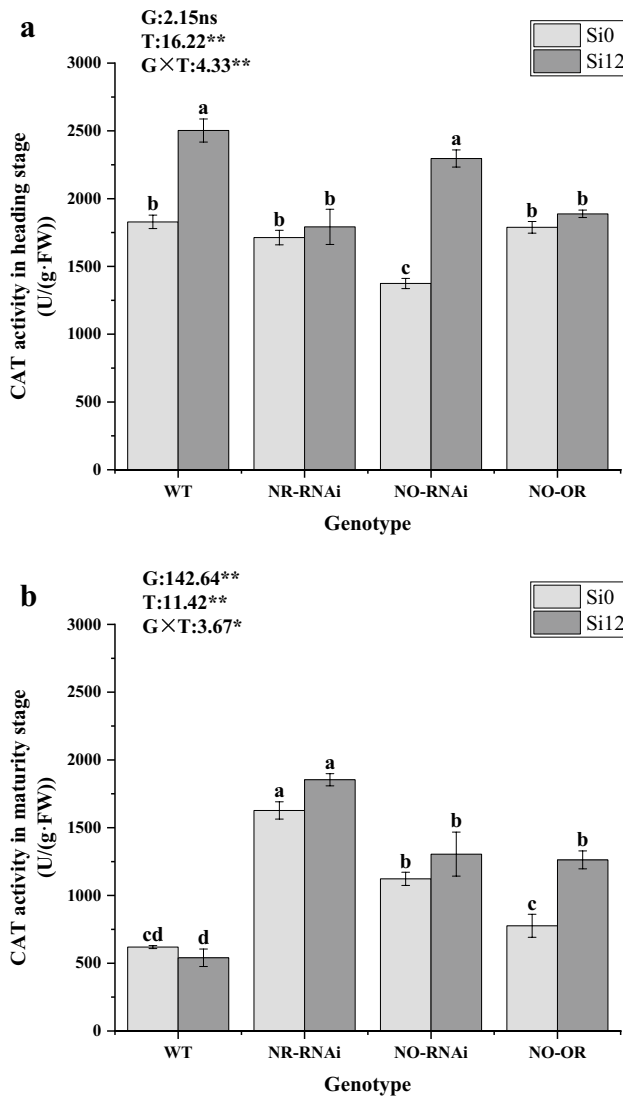 a
G:2.15ns
T:16.22**
G×T:4.33**
Si0
Si12
CAT activity in heading stage
(U/(g·FW))
3000
2500
2000
1500
1000
500
0
b
a
b
b
c
a
b
b
WT
NR-RNAi
NO-RNAi
NO-OR
Genotype
b
G:142.64**
T:11.42**
G×T:3.67*
Si0
Si12
CAT activity in maturity stage
(U/(g·FW))
3000
2500
2000
1500
1000
500
0
cd
d
a
a
b
b
c
b
WT
NR-RNAi
NO-RNAi
NO-OR
Genotype